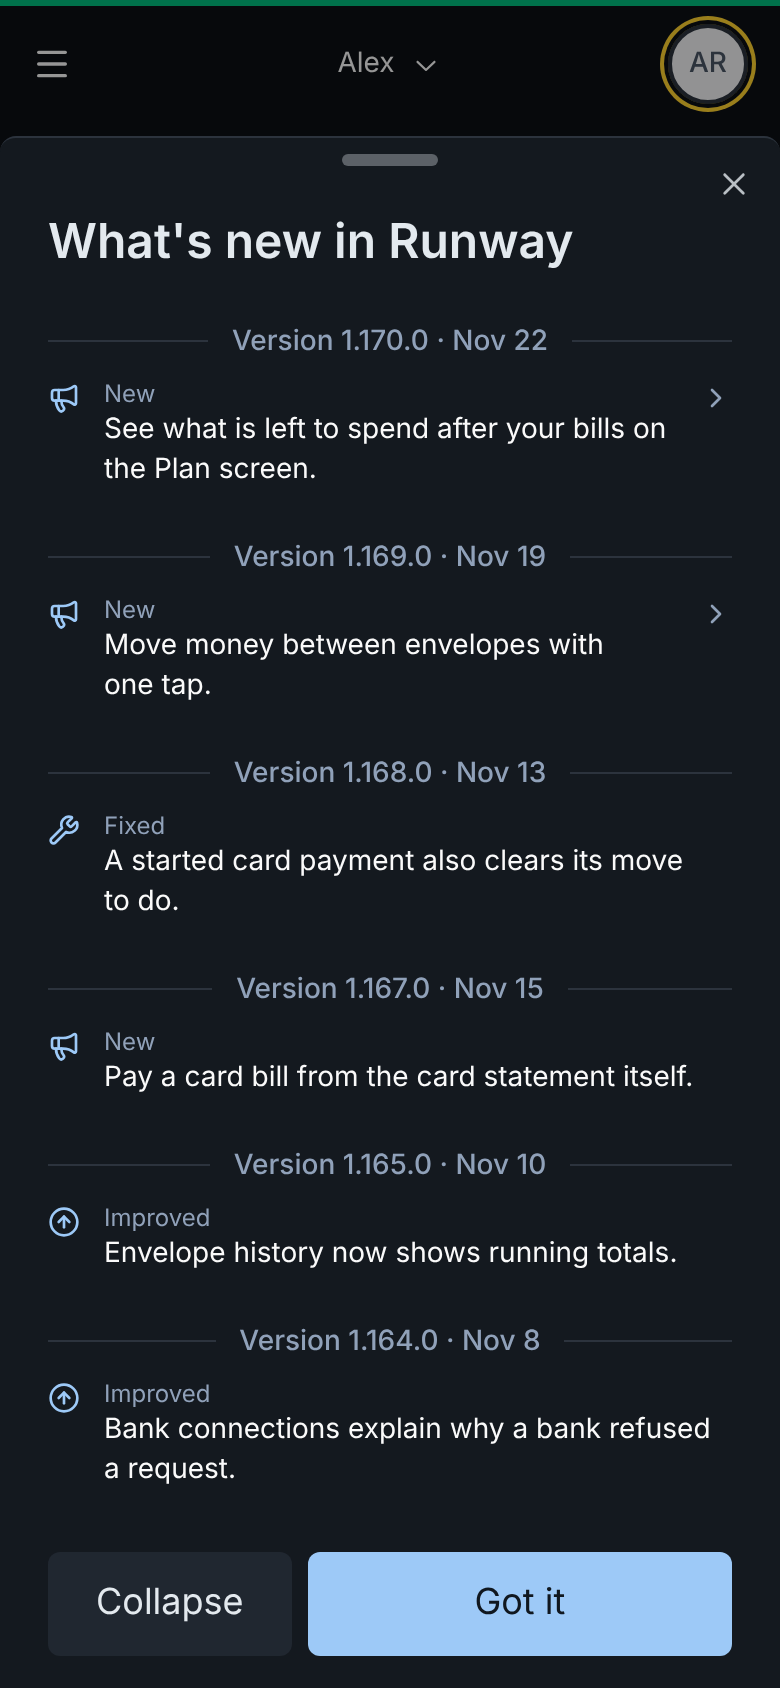 Alex
AR
What's new in Runway
Version 1.170.0 · Nov 22
New
See what is left to spend after your bills on
the Plan screen.
Version 1.169.0 · Nov 19
New
Move money between envelopes with
one tap.
Version 1.168.0 · Nov 13
Fixed
A started card payment also clears its move
to do.
Version 1.167.0 · Nov 15
New
Pay a card bill from the card statement itself.
Version 1.165.0 · Nov 10
Improved
Envelope history now shows running totals.
Version 1.164.0 · Nov 8
Improved
Bank connections explain why a bank refused
a request.
Collapse
Got it